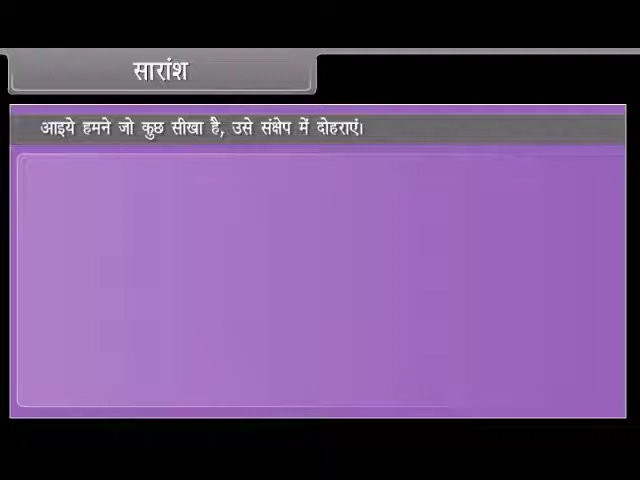 सारांश
आइये हमने जो कुछ सीखा है, उसे संक्षेप में दोहराएं।